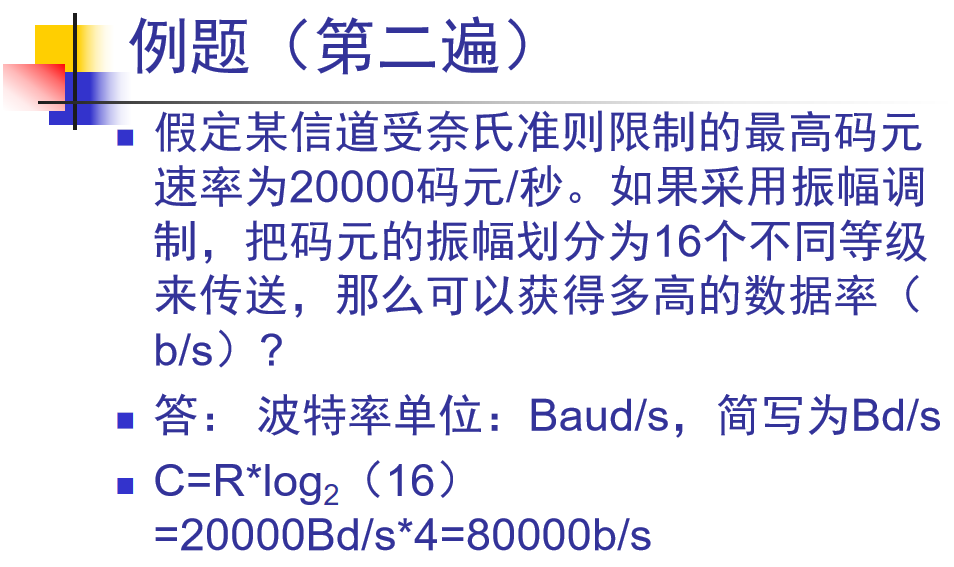 例题（第二遍）
假定某信道受奈氏准则限制的最高码元
速率为20000码元/秒。如果采用振幅调
制，把码元的振幅划分为16个不同等级
来传送，那么可以获得多高的数据率（
b/s）?
答： 波特率单位：Baud/s，简写为Bd/s
C=R*log₂（16）
=20000Bd/s*4=80000b/s